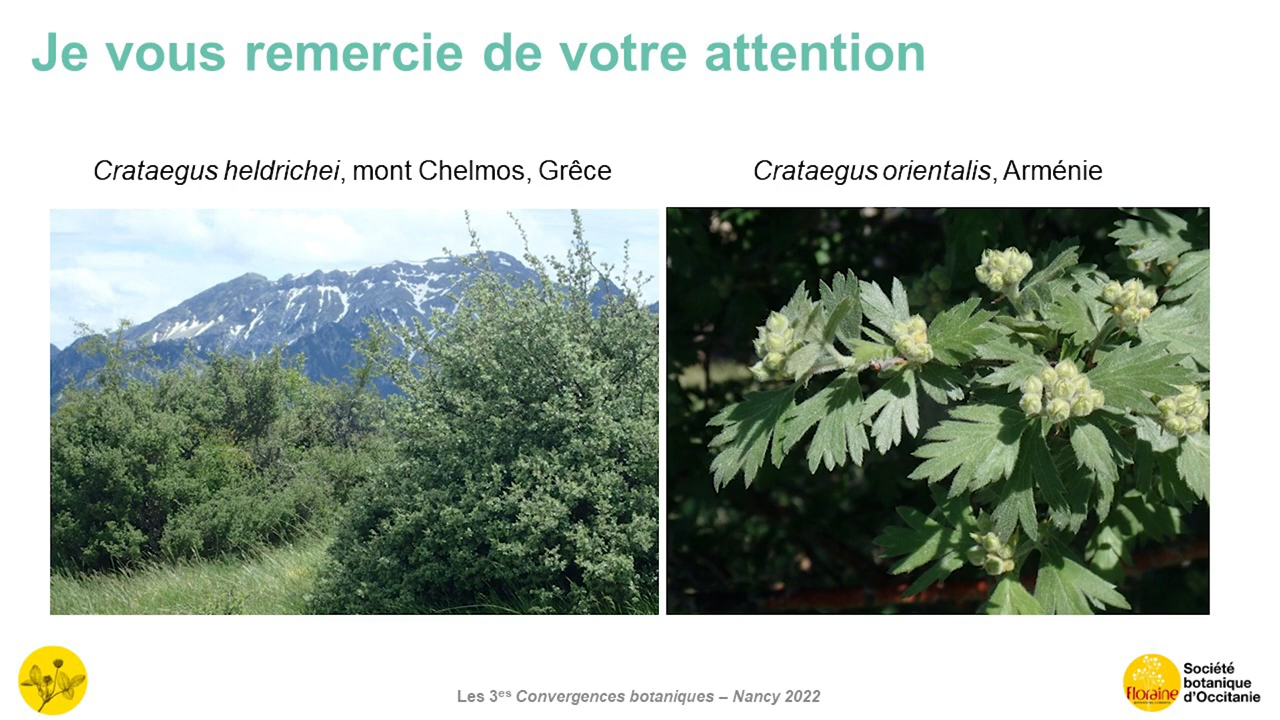 Je vous remercie de votre attention
Crataegus heldrichei, mont Chelmos, Grêce
Crataegus orientalis, Arménie
Les 3es Convergences botaniques – Nancy 2022
Floraine
Société
botanique
d'Occitanie